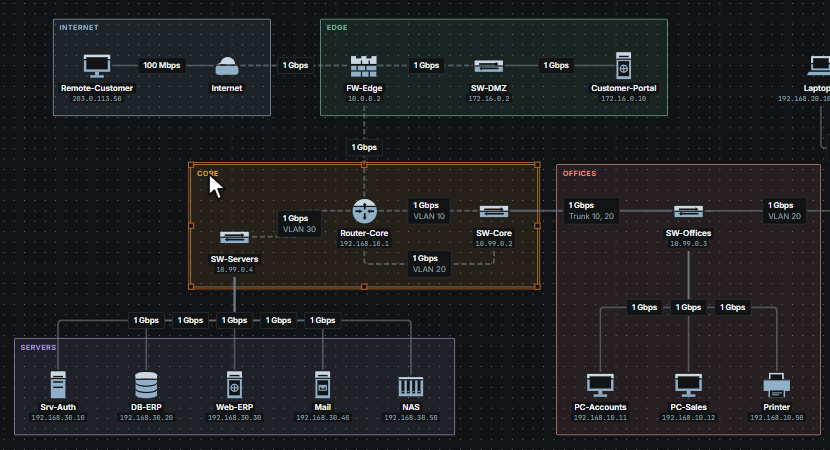 INTERNET
EDGE
100 Mbps
1 Gbps
1 Gbps
1 Gbps
Remote-Customer
203.0.113.50
Internet
FW-Edge
10.0.0.2
SW-DMZ
172.16.0.2
Customer-Portal
172.16.0.10
Laptop
192.168.20.10
1 Gbps
CORE
OFFICES
1 Gbps
VLAN 30
1 Gbps
VLAN 10
1 Gbps
Trunk 10, 20
1 Gbps
VLAN 20
Router-Core
192.168.10.1
SW-Core
10.99.0.2
SW-Offices
10.99.0.3
SW-Servers
10.99.0.4
1 Gbps
VLAN 20
1 Gbps
1 Gbps
1 Gbps
1 Gbps
1 Gbps
1 Gbps
1 Gbps
1 Gbps
SERVERS
Srv-Auth
192.168.30.10
DB-ERP
192.168.30.20
Web-ERP
192.168.30.30
Mail
192.168.30.40
NAS
192.168.30.50
PC-Accounts
192.168.10.11
PC-Sales
192.168.10.12
Printer
192.168.10.50